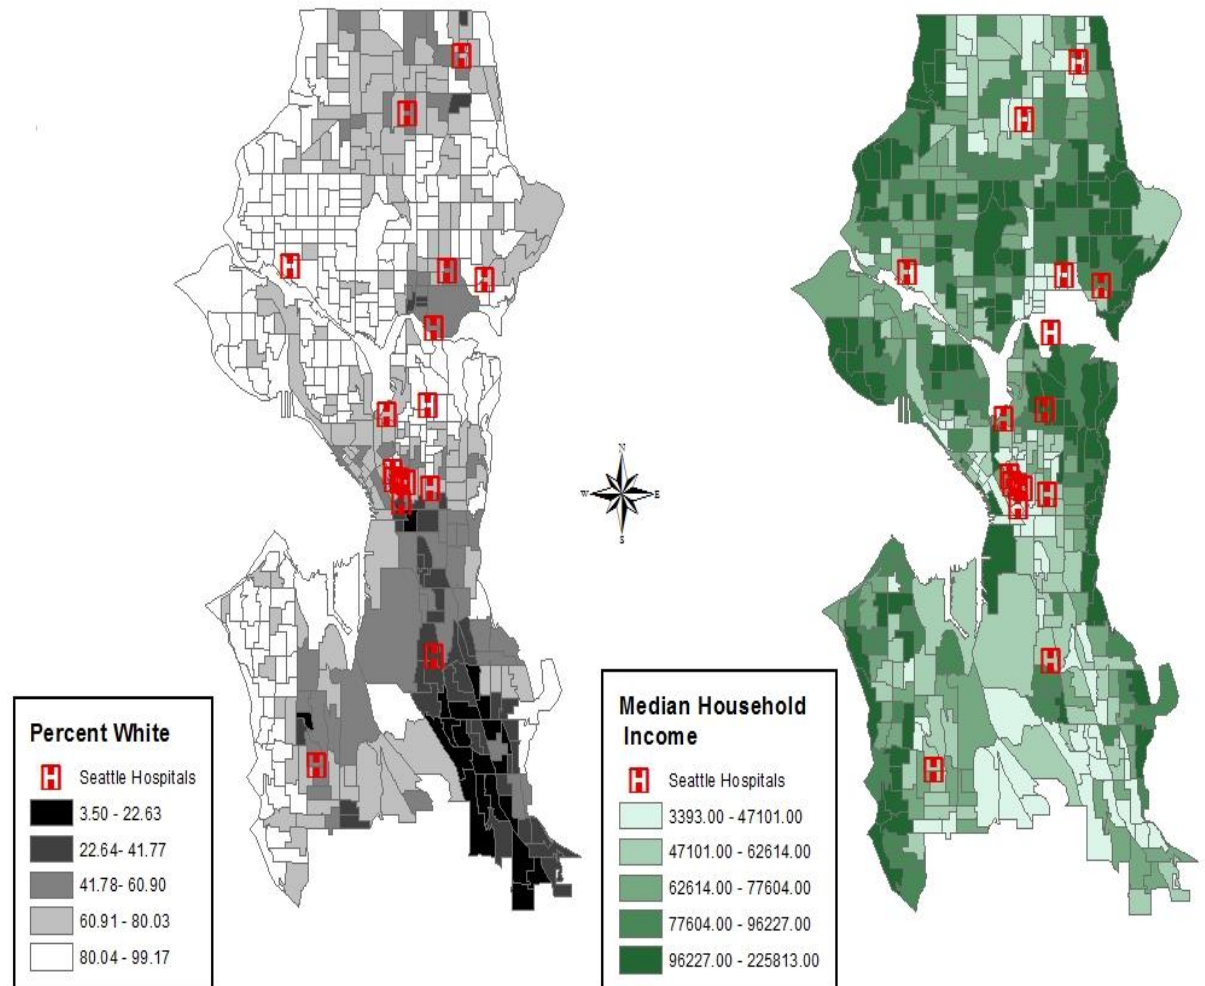 N
W
E
S
Percent White
H Seattle Hospitals
3.50 - 22.63
22.64- 41.77
41.78- 60.90
60.91 - 80.03
80.04 - 99.17
Median Household
Income
H Seattle Hospitals
3393.00 - 47101.00
47101.00 - 62614.00
62614.00 - 77604.00
77604.00 - 96227.00
96227.00 - 225813.00